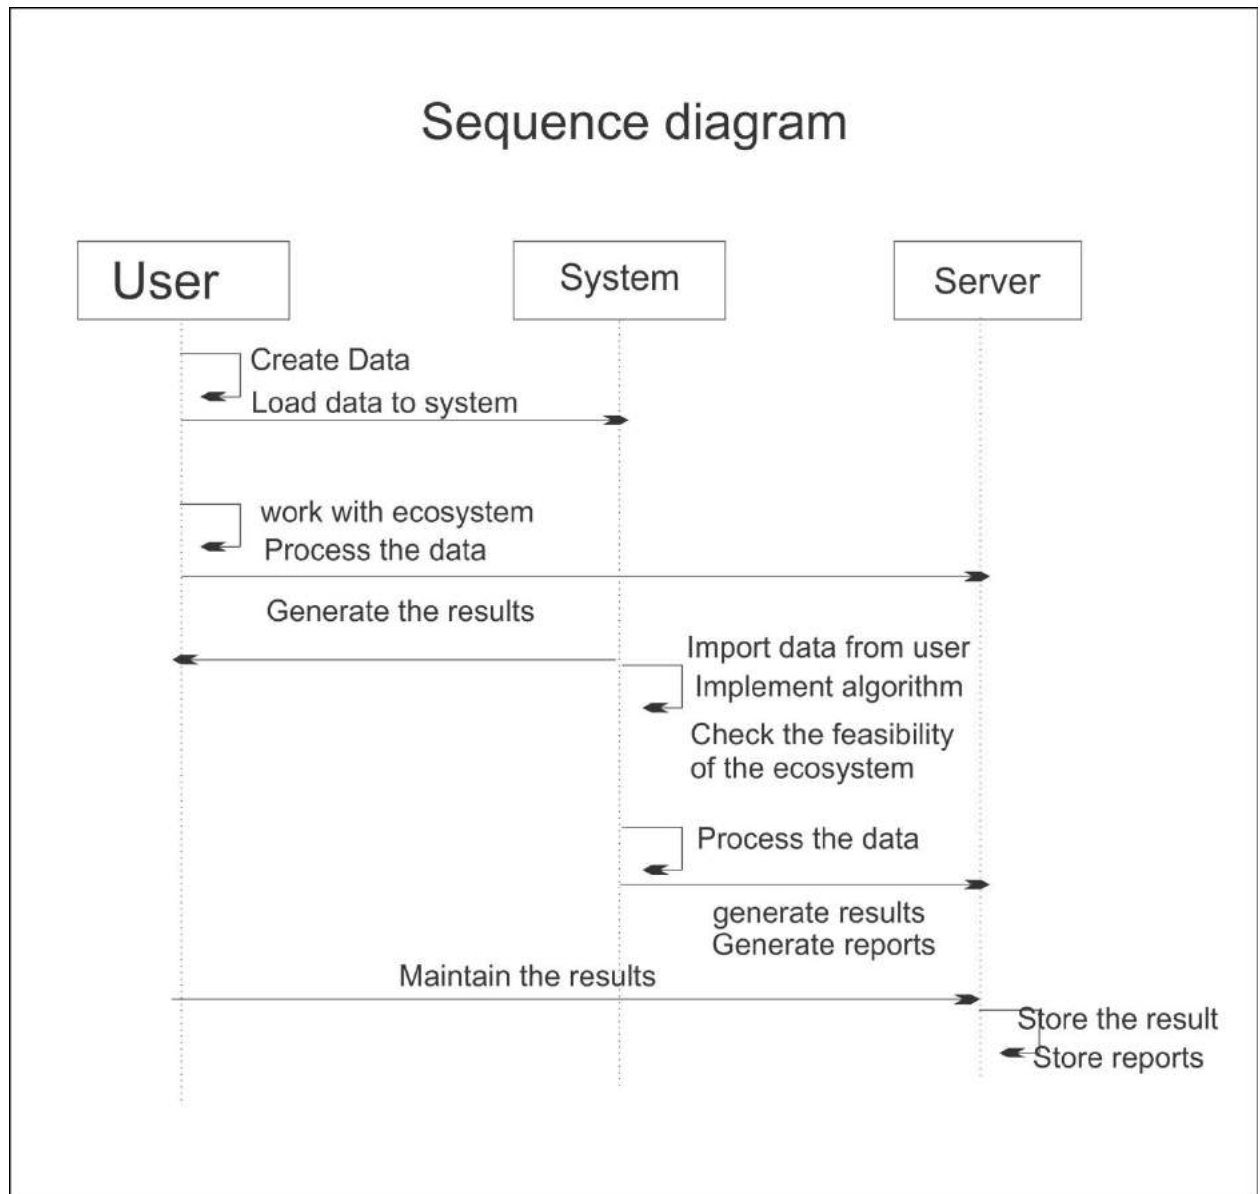 Sequence diagram
User
System
Server
Create Data
Load data to system
work with ecosystem
Process the data
Generate the results
Import data from user
Implement algorithm
Check the feasibility
of the ecosystem
Process the data
generate results
Generate reports
Maintain the results
Store the result
Store reports